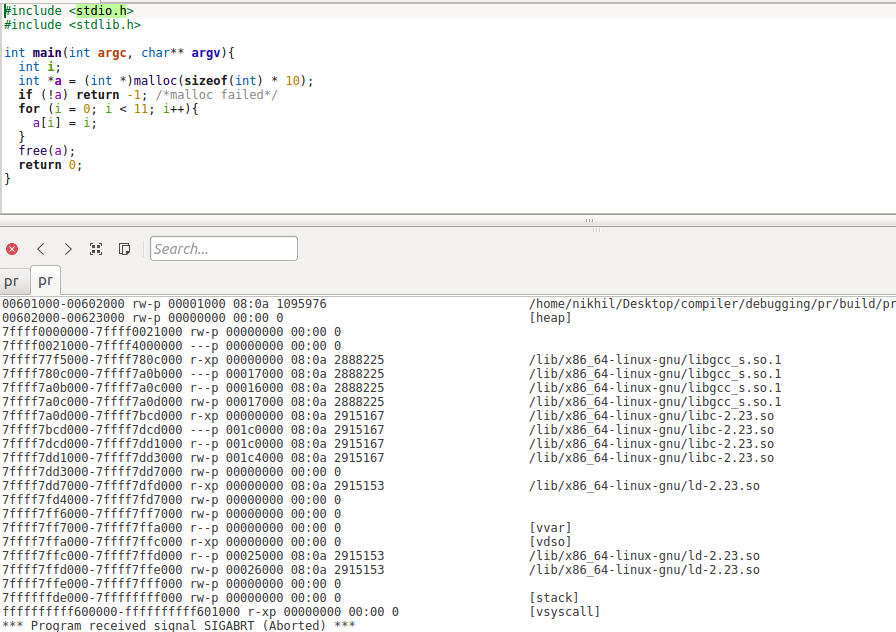 #include <stdio.h>
#include <stdlib.h>
int main(int argc, char** argv){
int i;
int *a = (int *)malloc(sizeof(int) * 10);
if (!a) return -1; /*malloc failed*/
for (i = 0; i < 11; i++){
a[i] = i;
}
free(a);
return 0;
}
Search...
pr pr
00601000-00602000 rw-p 00001000 08:0a 1095976 /home/nikhil/Desktop/compiler/debugging/pr/build/pr
00602000-00623000 rw-p 00000000 00:00 0 [heap]
7ffff0000000-7ffff0021000 rw-p 00000000 00:00 0
7ffff0021000-7ffff4000000 ---p 00000000 00:00 0
7ffff77f5000-7ffff780c000 r-xp 00000000 08:0a 2888225 /lib/x86_64-linux-gnu/libgcc_s.so.1
7ffff780c000-7ffff7a0b000 ---p 00017000 08:0a 2888225 /lib/x86_64-linux-gnu/libgcc_s.so.1
7ffff7a0b000-7ffff7a0c000 r--p 00016000 08:0a 2888225 /lib/x86_64-linux-gnu/libgcc_s.so.1
7ffff7a0c000-7ffff7a0d000 rw-p 00017000 08:0a 2888225 /lib/x86_64-linux-gnu/libgcc_s.so.1
7ffff7a0d000-7ffff7bcd000 r-xp 00000000 08:0a 2915167 /lib/x86_64-linux-gnu/libc-2.23.so
7ffff7bcd000-7ffff7dcd000 ---p 001c0000 08:0a 2915167 /lib/x86_64-linux-gnu/libc-2.23.so
7ffff7dcd000-7ffff7dd1000 r--p 001c0000 08:0a 2915167 /lib/x86_64-linux-gnu/libc-2.23.so
7ffff7dd1000-7ffff7dd3000 rw-p 001c4000 08:0a 2915167 /lib/x86_64-linux-gnu/libc-2.23.so
7ffff7dd3000-7ffff7dd7000 rw-p 00000000 00:00 0
7ffff7dd7000-7ffff7dfd000 r-xp 00000000 08:0a 2915153 /lib/x86_64-linux-gnu/ld-2.23.so
7ffff7fd4000-7ffff7fd7000 rw-p 00000000 00:00 0
7ffff7ff6000-7ffff7ff7000 rw-p 00000000 00:00 0
7ffff7ff7000-7ffff7ffa000 r--p 00000000 00:00 0 [vvar]
7ffff7ffa000-7ffff7ffc000 r-xp 00000000 00:00 0 [vdso]
7ffff7ffc000-7ffff7ffd000 r--p 00025000 08:0a 2915153 /lib/x86_64-linux-gnu/ld-2.23.so
7ffff7ffd000-7ffff7ffe000 rw-p 00026000 08:0a 2915153 /lib/x86_64-linux-gnu/ld-2.23.so
7ffff7ffe000-7ffff7fff000 rw-p 00000000 00:00 0
7ffffffde000-7ffffffff000 rw-p 00000000 00:00 0 [stack]
ffffffffff600000-ffffffffff601000 r-xp 00000000 00:00 0 [vsyscall]
*** Program received signal SIGABRT (Aborted) ***